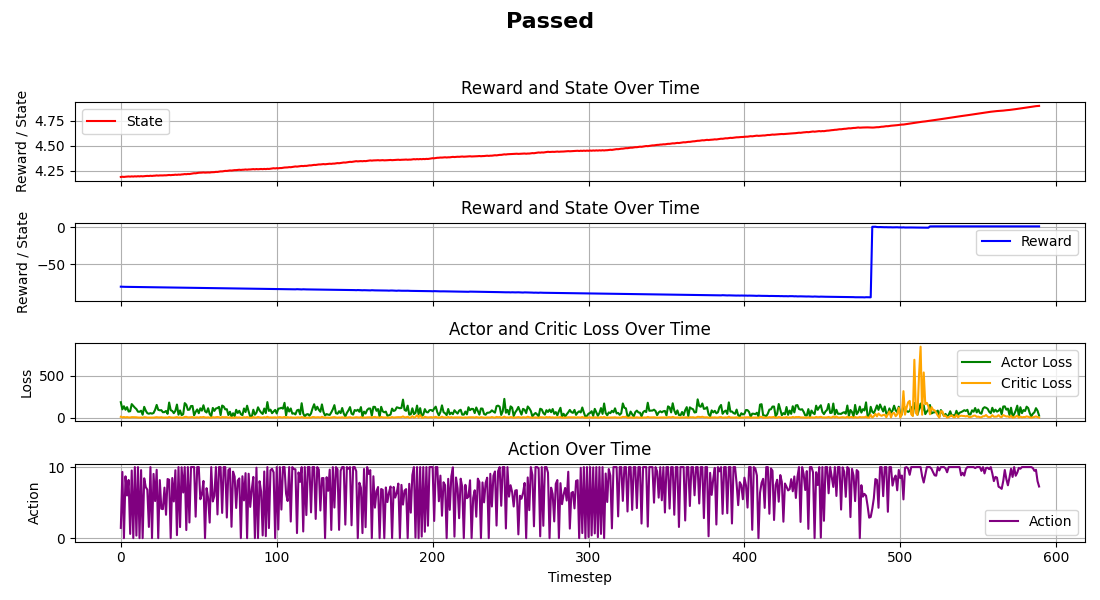 Passed
Reward and State Over Time
Reward / State
4.75
4.50
4.25
State
Reward and State Over Time
Reward / State
0
−50
Reward
Actor and Critic Loss Over Time
Loss
500
0
Actor Loss
Critic Loss
Action Over Time
Action
10
0
Action
0 100 200 300 400 500 600
Timestep